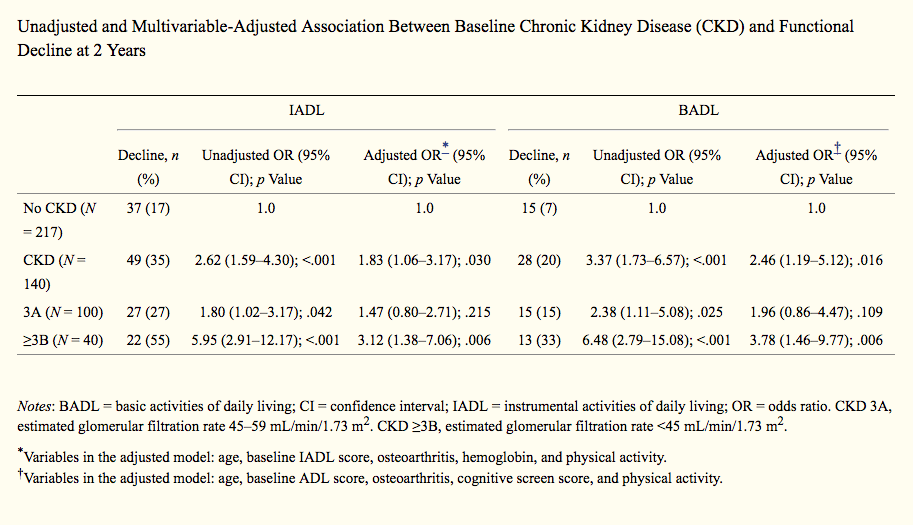 Unadjusted and Multivariable-Adjusted Association Between Baseline Chronic Kidney Disease (CKD) and Functional
Decline at 2 Years
IADL BADL
Decline, n Unadjusted OR (95% Adjusted OR* (95% Decline, n Unadjusted OR (95% Adjusted OR‡ (95%
(%) CI); p Value CI); p Value (%) CI); p Value CI); p Value
No CKD (N 37 (17) 1.0 1.0 15 (7) 1.0 1.0
= 217)
CKD (N = 49 (35) 2.62 (1.59–4.30); <.001 1.83 (1.06–3.17); .030 28 (20) 3.37 (1.73–6.57); <.001 2.46 (1.19–5.12); .016
140)
3A (N = 100) 27 (27) 1.80 (1.02–3.17); .042 1.47 (0.80–2.71); .215 15 (15) 2.38 (1.11–5.08); .025 1.96 (0.86–4.47); .109
≥3B (N = 40) 22 (55) 5.95 (2.91–12.17); <.001 3.12 (1.38–7.06); .006 13 (33) 6.48 (2.79–15.08); <.001 3.78 (1.46–9.77); .006
Notes: BADL = basic activities of daily living; CI = confidence interval; IADL = instrumental activities of daily living; OR = odds ratio. CKD 3A,
estimated glomerular filtration rate 45–59 mL/min/1.73 m². CKD ≥3B, estimated glomerular filtration rate <45 mL/min/1.73 m².
*Variables in the adjusted model: age, baseline IADL score, osteoarthritis, hemoglobin, and physical activity.
†Variables in the adjusted model: age, baseline ADL score, osteoarthritis, cognitive screen score, and physical activity.